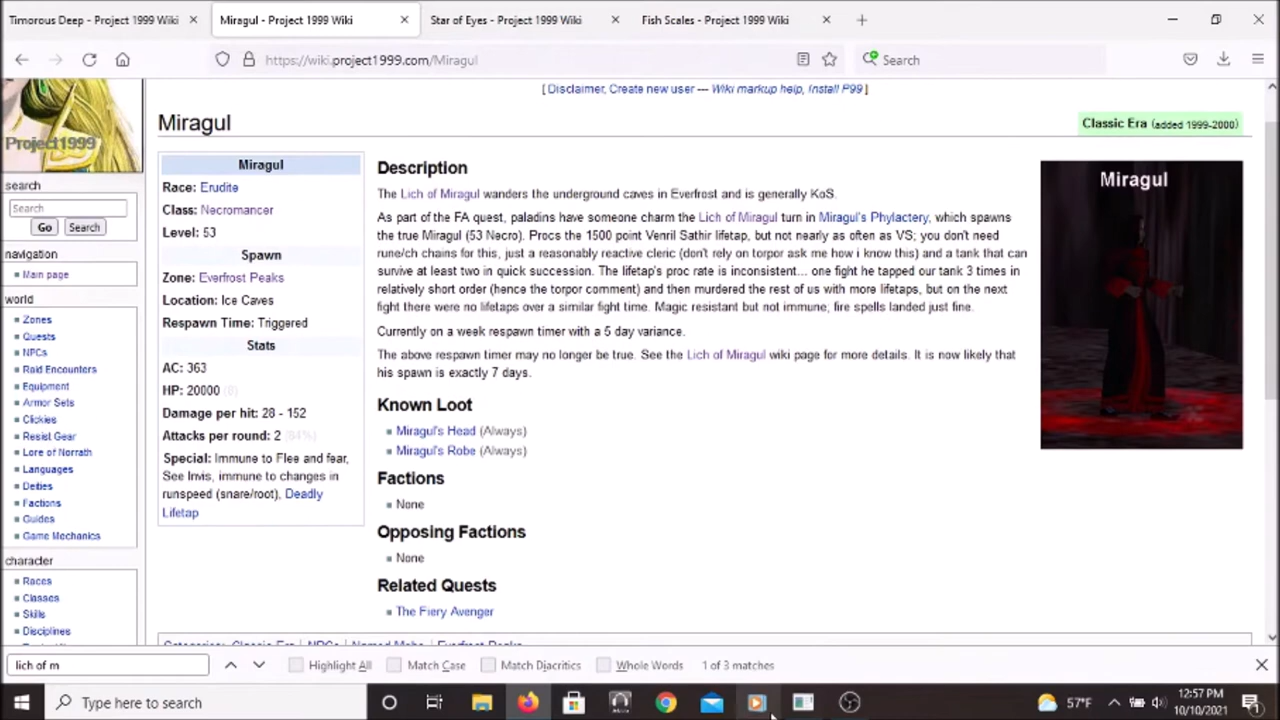 Timorous Deep - Project 1999 Wiki
Miragul - Project 1999 Wiki
Star of Eyes - Project 1999 Wiki
Fish Scales - Project 1999 Wiki
https://wiki.project1999.com/Miragul
Search
[ Disclaimer, Create new user --- Wiki markup help, Install P99 ]
Project1999
Miragul
Classic Era (added 1999-2000)
search
Search
Go
Search
navigation
Main page
world
Zones
Quests
NPCs
Raid Encounters
Equipment
Armor Sets
Clickies
Resist Gear
Lore of Norrath
Languages
Deities
Factions
Guides
Game Mechanics
character
Races
Classes
Skills
Disciplines
Miragul
Race: Erudite
Class: Necromancer
Level: 53
Spawn
Zone: Everfrost Peaks
Location: Ice Caves
Respawn Time: Triggered
Stats
AC: 363
HP: 20000 (8)
Damage per hit: 28 - 152
Attacks per round: 2 (84%)
Special: Immune to Flee and fear,
See Invis, immune to changes in
runspeed (snare/root), Deadly
Lifetap
Description
The Lich of Miragul wanders the underground caves in Everfrost and is generally KoS.
As part of the FA quest, paladins have someone charm the Lich of Miragul turn in Miragul's Phylactery, which spawns
the true Miragul (53 Necro). Procs the 1500 point Venril Sathir lifetap, but not nearly as often as VS; you don't need
rune/ch chains for this, just a reasonably reactive cleric (don't rely on torpor ask me how i know this) and a tank that can
survive at least two in quick succession. The lifetap's proc rate is inconsistent... one fight he tapped our tank 3 times in
relatively short order (hence the torpor comment) and then murdered the rest of us with more lifetaps, but on the next
fight there were no lifetaps over a similar fight time. Magic resistant but not immune; fire spells landed just fine.
Currently on a week respawn timer with a 5 day variance.
The above respawn timer may no longer be true. See the Lich of Miragul wiki page for more details. It is now likely that
his spawn is exactly 7 days.
Known Loot
Miragul's Head (Always)
Miragul's Robe (Always)
Factions
None
Opposing Factions
None
Related Quests
The Fiery Avenger
Miragul
Categories: Classic Era | NPCs | Named Mobs | Everfrost Peaks
lich of m
Highlight All
Match Case
Match Diacritics
Whole Words
1 of 3 matches
Type here to search
57°F
12:57 PM
10/10/2021